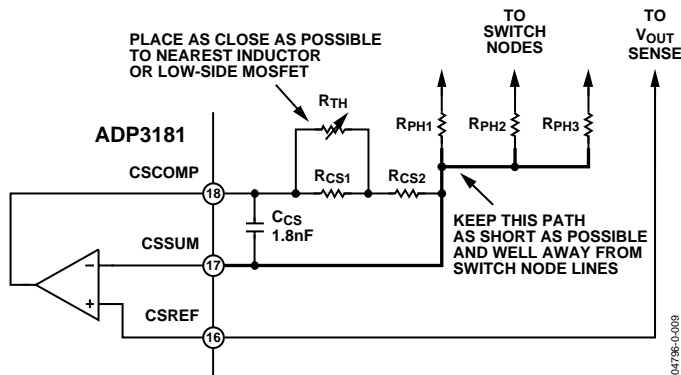 TO
SWITCH
NODES
TO
VOUT
SENSE
PLACE AS CLOSE AS POSSIBLE
TO NEAREST INDUCTOR
OR LOW-SIDE MOSFET
RTH
RPH1
RPH2
RPH3
ADP3181
CSCOMP
18
RCS1
RCS2
CCS
1.8nF
KEEP THIS PATH
AS SHORT AS POSSIBLE
AND WELL AWAY FROM
SWITCH NODE LINES
CSSUM
17
–
+
CSREF
16
04796-0-009